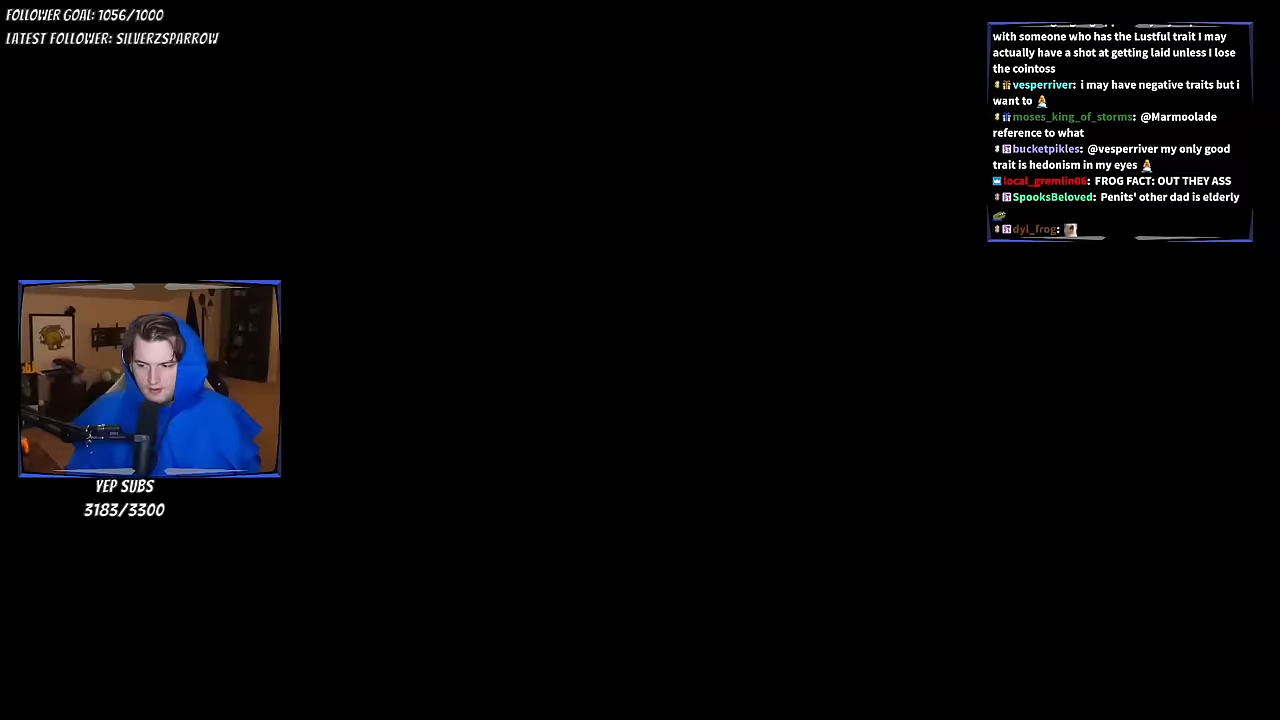 FOLLOWER GOAL: 1056/1000
LATEST FOLLOWER: SILVERZSPARROW
with someone who has the Lustful trait I may
actually have a shot at getting laid unless I lose
the cointoss
vesperriver: i may have negative traits but i
want to
moses_king_of_storms: @Marmoolade
reference to what
bucketpikles: @vesperriver my only good
trait is hedonism in my eyes
local_gremlin06: FROG FACT: OUT THEY ASS
SpooksBeloved: Penits' other dad is elderly
dyl_frog:
YEP SUBS
3183/3300